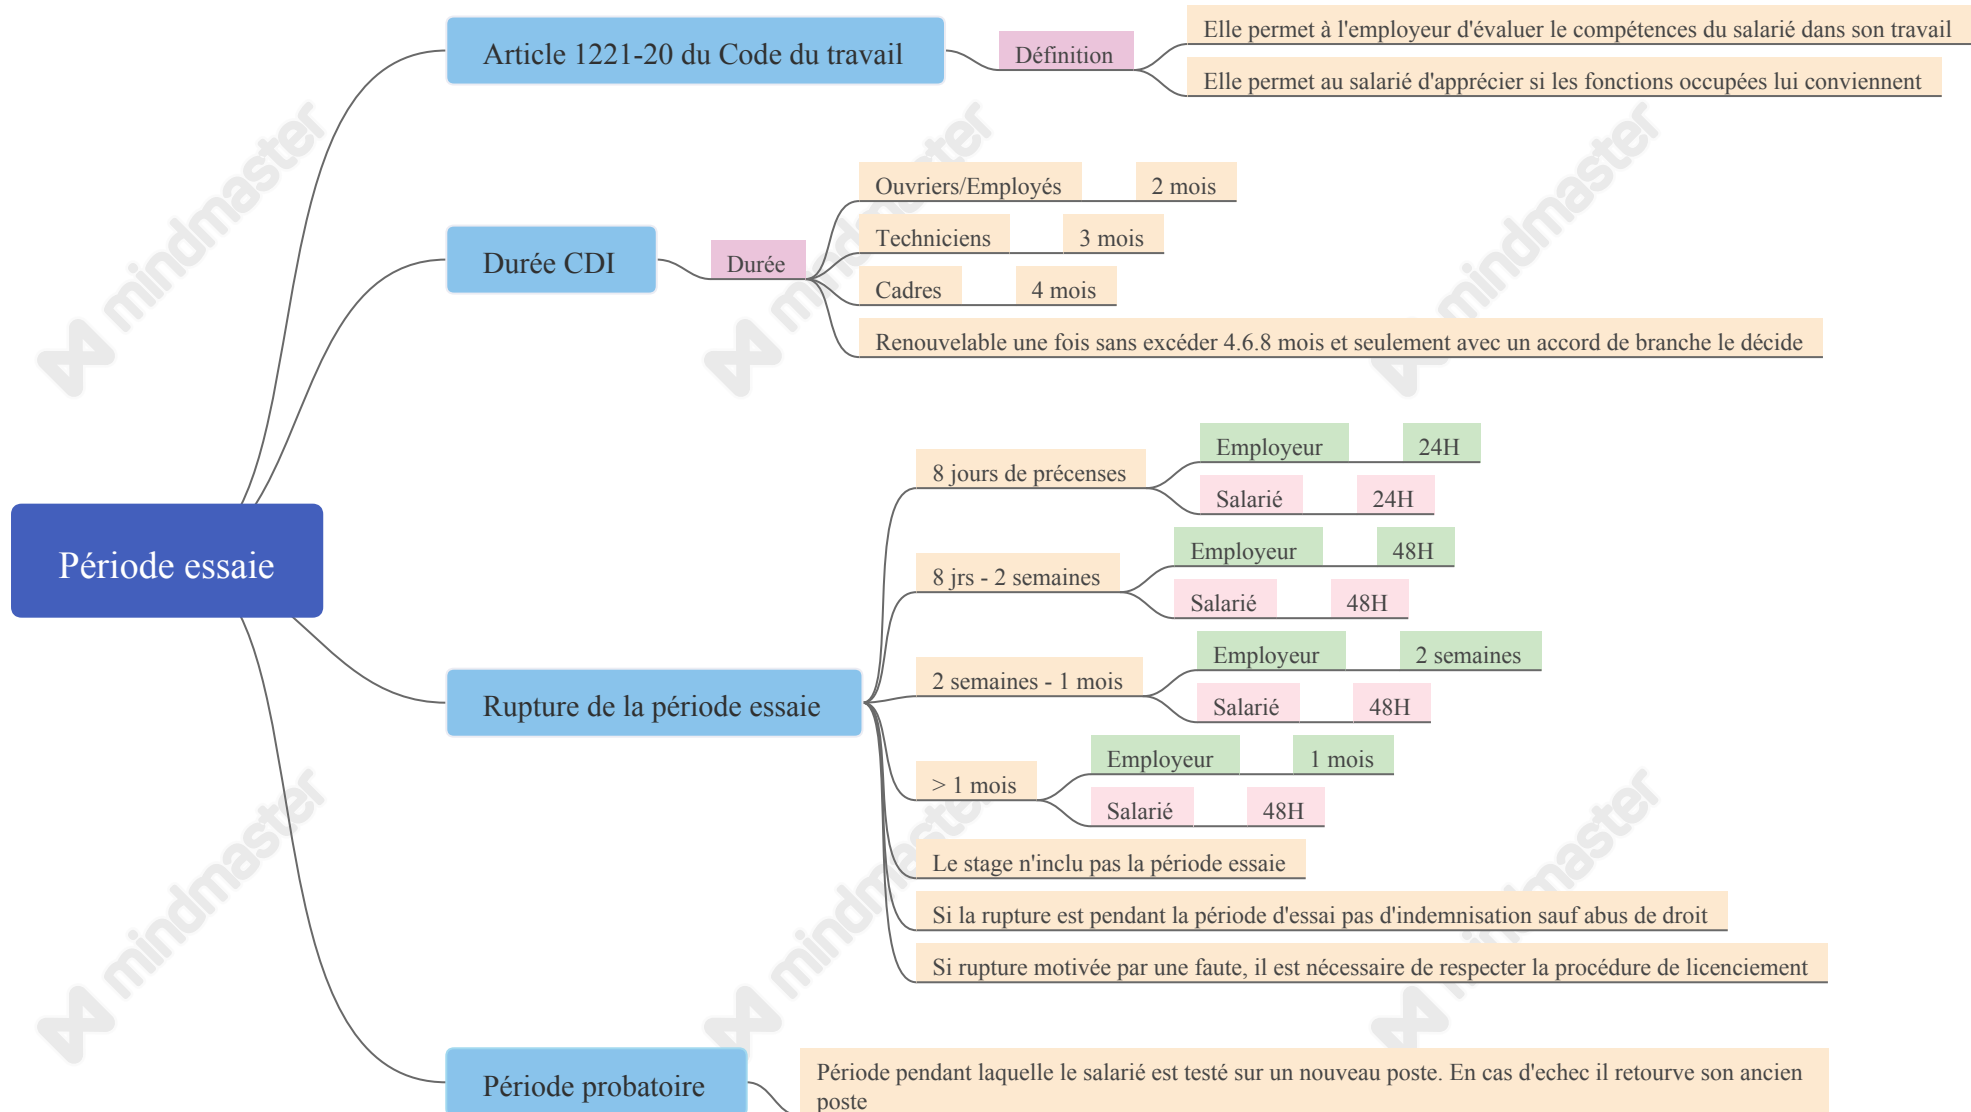 Période essaie
Article 1221-20 du Code du travail
Définition
Elle permet à l'employeur d'évaluer le compétences du salarié dans son travail
Elle permet au salarié d'apprécier si les fonctions occupées lui conviennent
Durée CDI
Durée
Ouvriers/Employés 2 mois
Techniciens 3 mois
Cadres 4 mois
Renouvelable une fois sans excéder 4.6.8 mois et seulement avec un accord de branche le décide
Rupture de la période essaie
8 jours de précenses
Employeur 24H
Salarié 24H
8 jrs - 2 semaines
Employeur 48H
Salarié 48H
2 semaines - 1 mois
Employeur 2 semaines
Salarié 48H
> 1 mois
Employeur 1 mois
Salarié 48H
Le stage n'inclu pas la période essaie
Si la rupture est pendant la période d'essai pas d'indemnisation sauf abus de droit
Si rupture motivée par une faute, il est nécessaire de respecter la procédure de licenciement
Période probatoire
Période pendant laquelle le salarié est testé sur un nouveau poste. En cas d'echec il retourve son ancien
poste
mindmaster
mindmaster
mindmaster
mindmaster
mindmaster
mindmaster